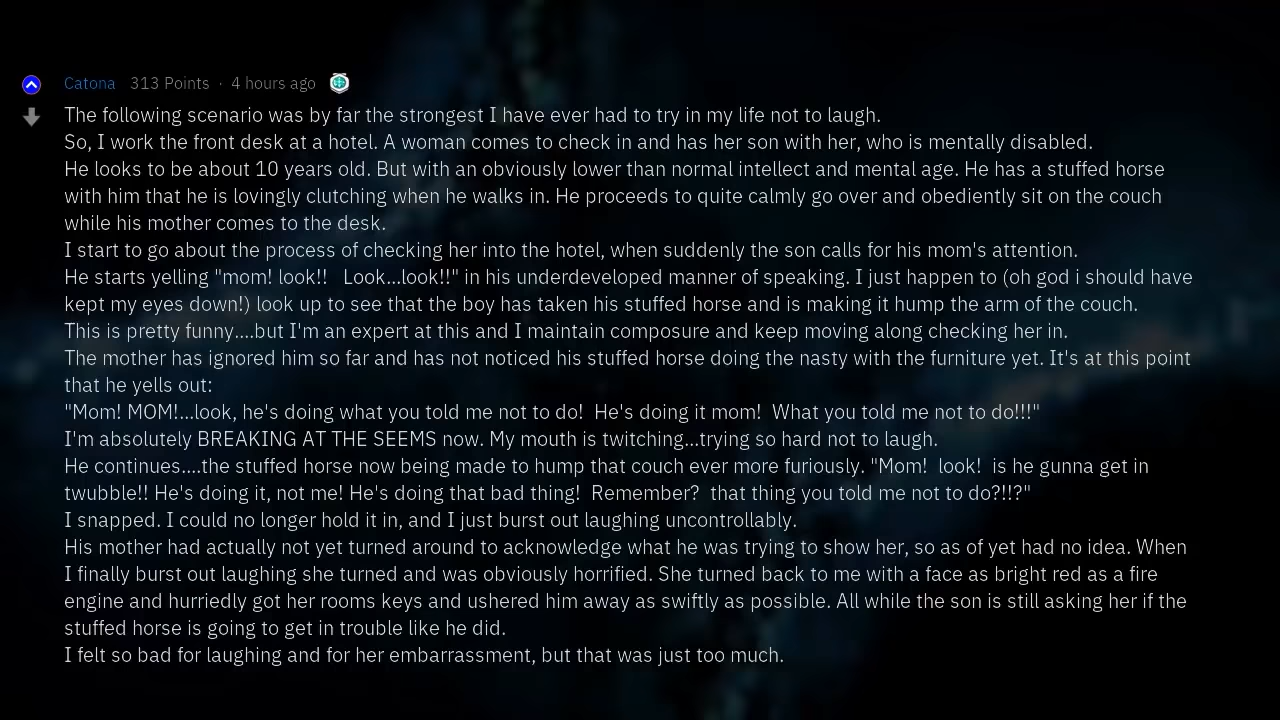 Catona 313 Points · 4 hours ago
The following scenario was by far the strongest I have ever had to try in my life not to laugh.
So, I work the front desk at a hotel. A woman comes to check in and has her son with her, who is mentally disabled.
He looks to be about 10 years old. But with an obviously lower than normal intellect and mental age. He has a stuffed horse
with him that he is lovingly clutching when he walks in. He proceeds to quite calmly go over and obediently sit on the couch
while his mother comes to the desk.
I start to go about the process of checking her into the hotel, when suddenly the son calls for his mom's attention.
He starts yelling "mom! look!!   Look...look!!" in his underdeveloped manner of speaking. I just happen to (oh god i should have
kept my eyes down!) look up to see that the boy has taken his stuffed horse and is making it hump the arm of the couch.
This is pretty funny....but I'm an expert at this and I maintain composure and keep moving along checking her in.
The mother has ignored him so far and has not noticed his stuffed horse doing the nasty with the furniture yet. It's at this point
that he yells out:
"Mom! MOM!...look, he's doing what you told me not to do!  He's doing it mom!  What you told me not to do!!!"
I'm absolutely BREAKING AT THE SEEMS now. My mouth is twitching...trying so hard not to laugh.
He continues....the stuffed horse now being made to hump that couch ever more furiously. "Mom!  look!  is he gunna get in
twubble!! He's doing it, not me! He's doing that bad thing!  Remember?  that thing you told me not to do?!!?"
I snapped. I could no longer hold it in, and I just burst out laughing uncontrollably.
His mother had actually not yet turned around to acknowledge what he was trying to show her, so as of yet had no idea. When
I finally burst out laughing she turned and was obviously horrified. She turned back to me with a face as bright red as a fire
engine and hurriedly got her rooms keys and ushered him away as swiftly as possible. All while the son is still asking her if the
stuffed horse is going to get in trouble like he did.
I felt so bad for laughing and for her embarrassment, but that was just too much.